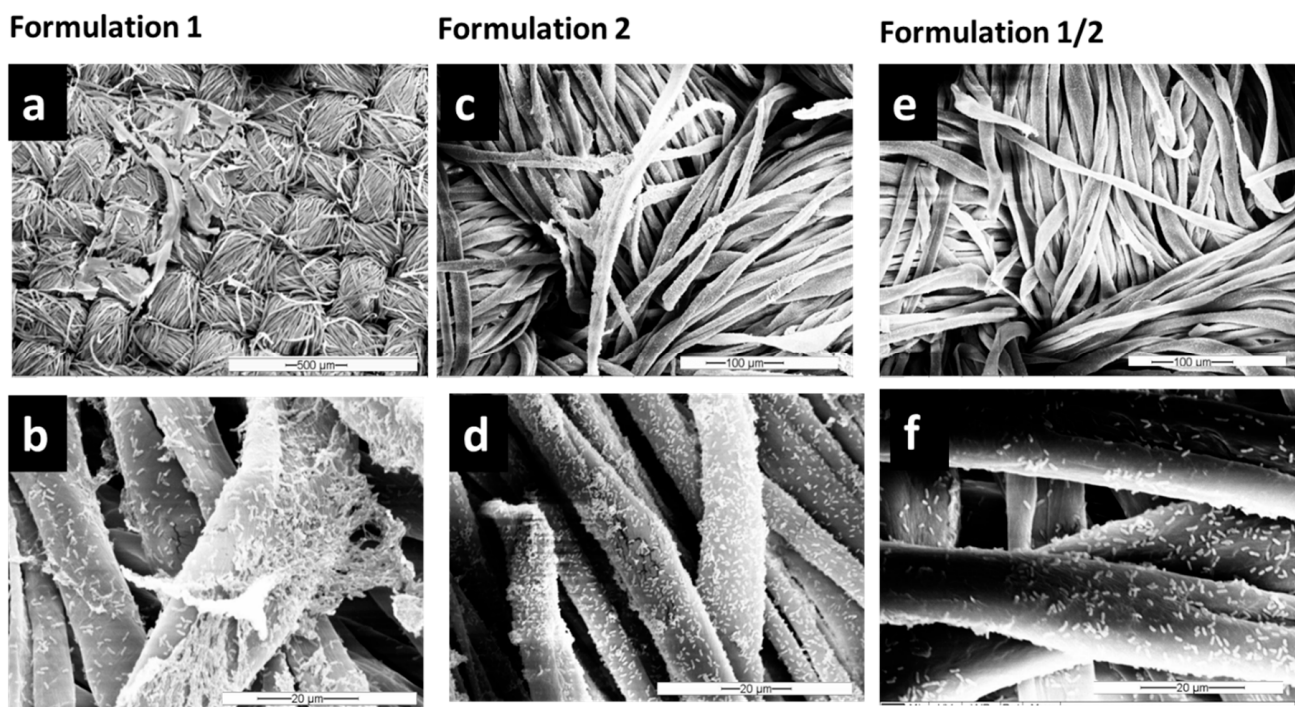 Formulation 1
Formulation 2
Formulation 1/2
a
c
e
500 µm
100 µm
100 µm
b
d
f
20 µm
20 µm
20 µm